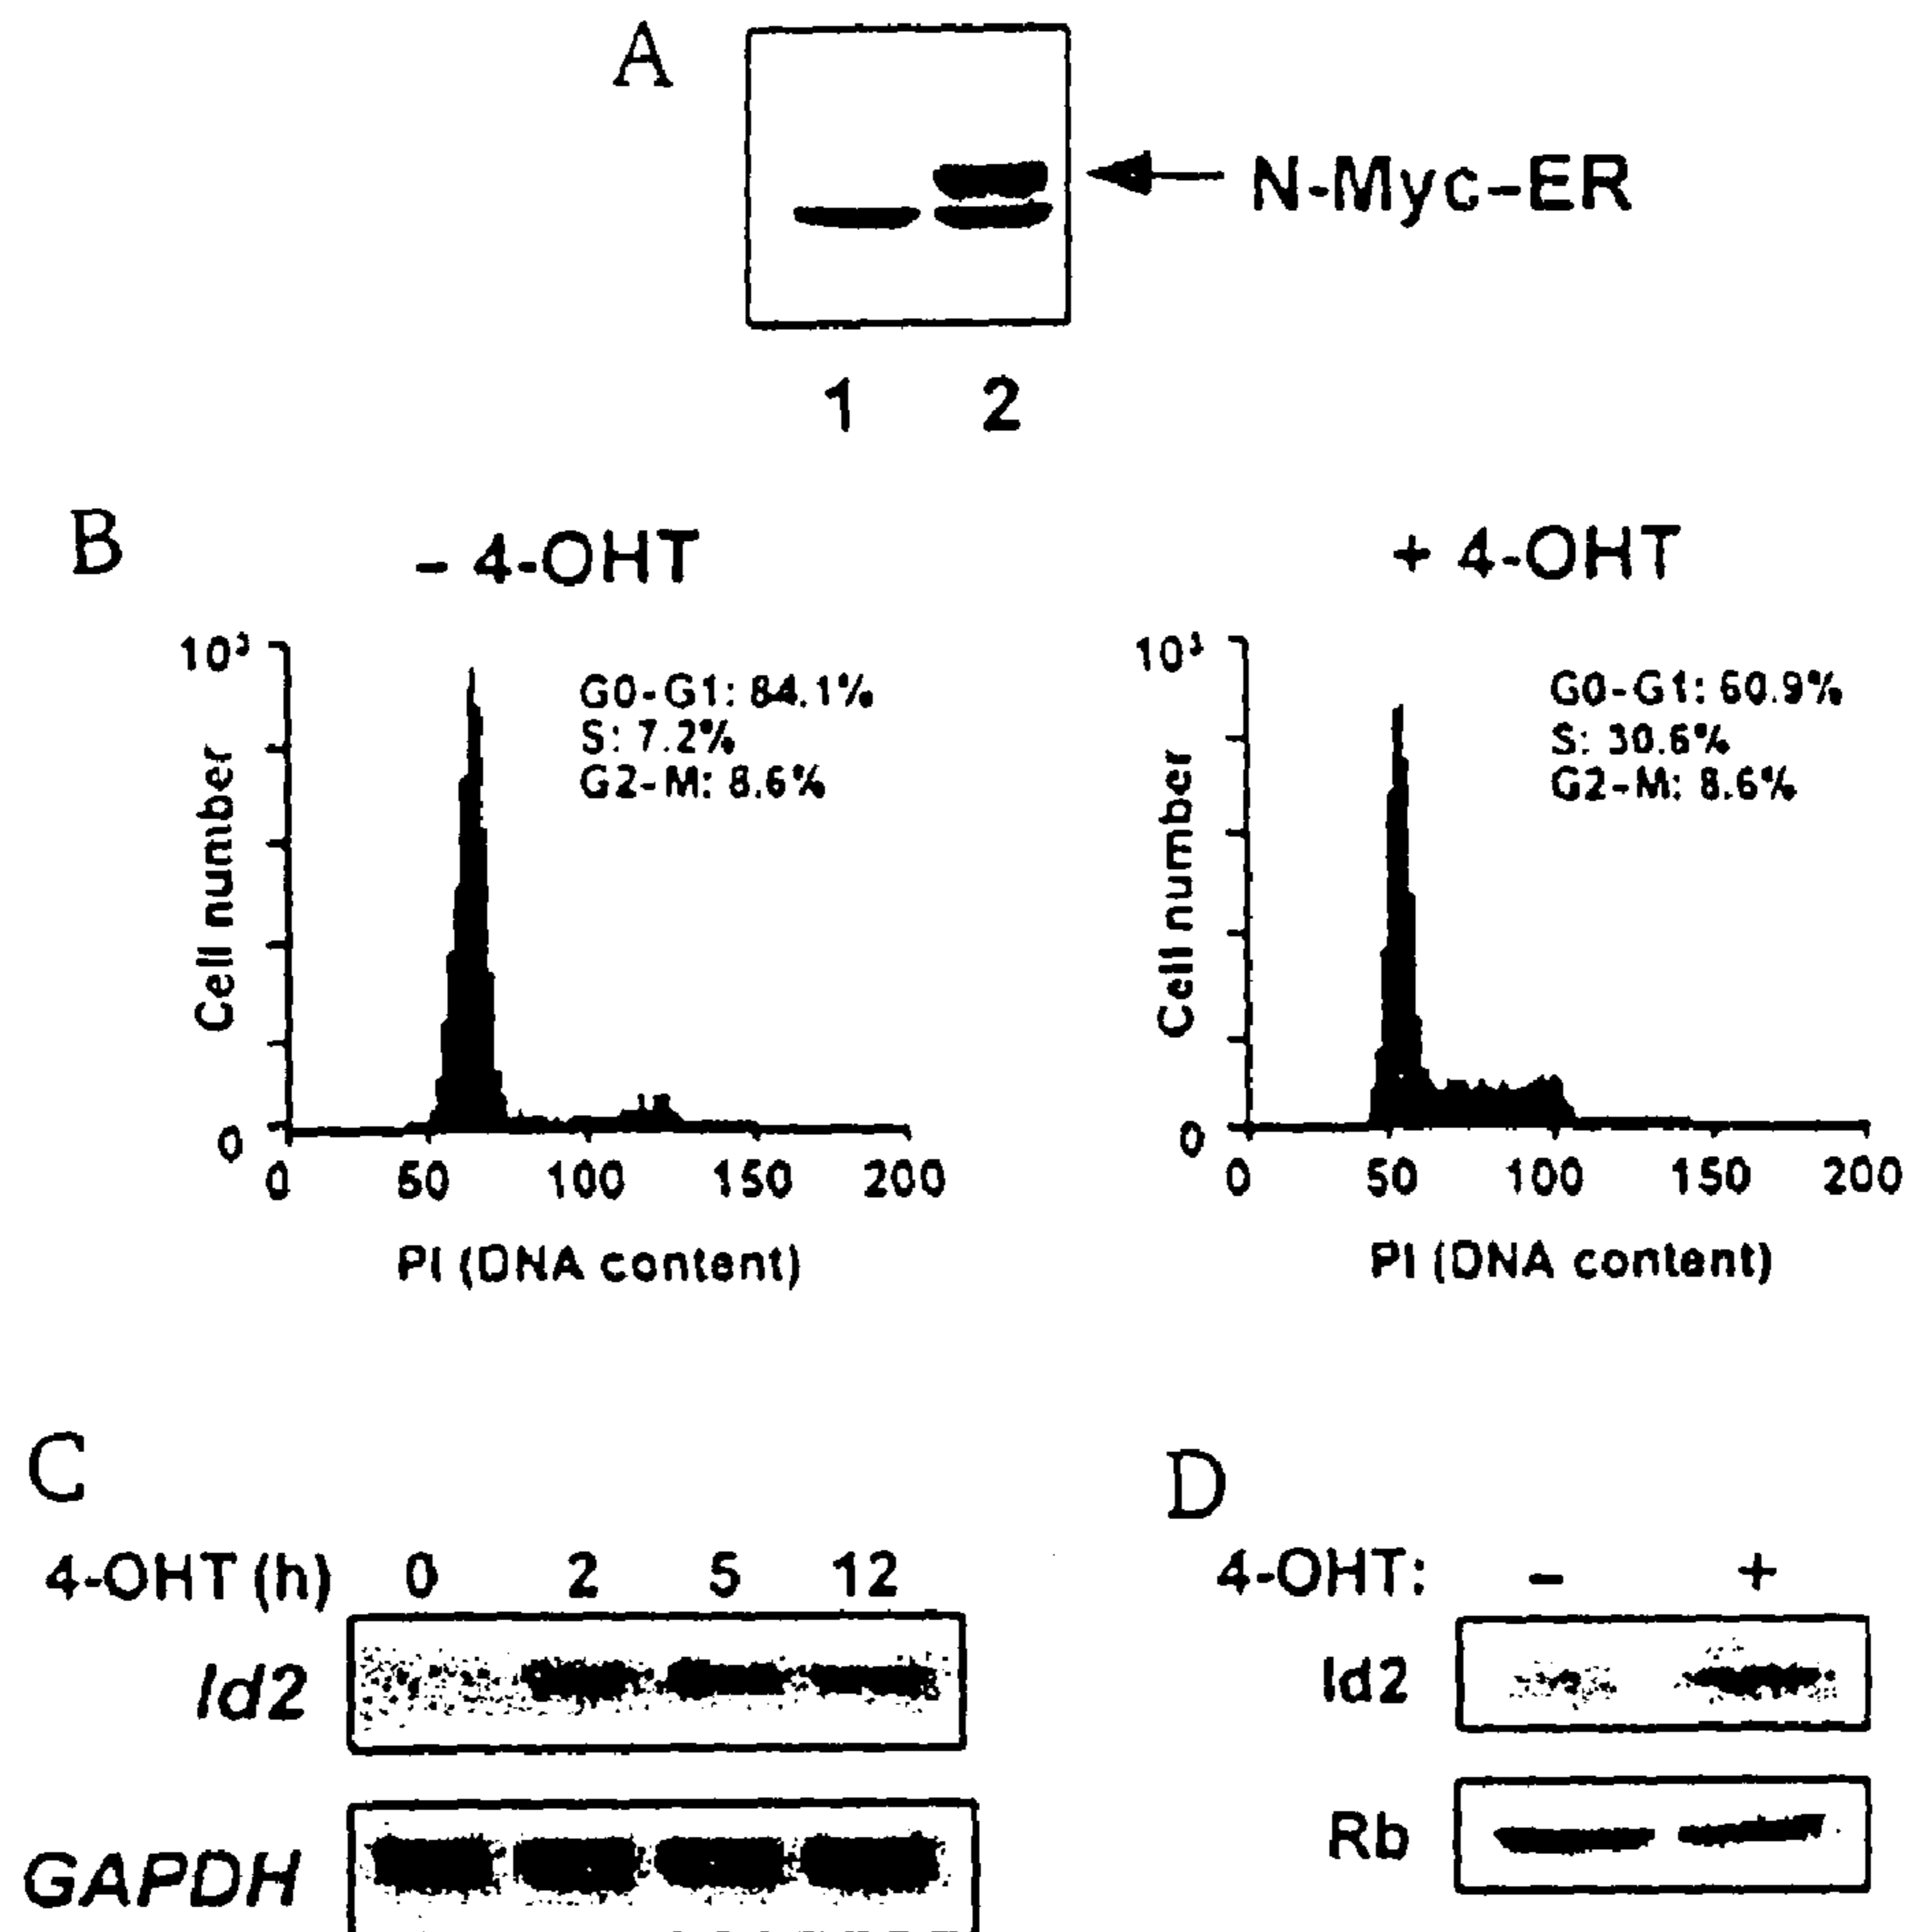 A
N-Myc-ER
1 2
B
- 4-OHT
+ 4-OHT
10³
G0-G1: 84.1%
S: 7.2%
G2-M: 8.6%
Cell number
0
0 50 100 150 200
PI (DNA content)
10³
G0-G1: 60.9%
S: 30.6%
G2-M: 8.6%
Cell number
0
0 50 100 150 200
PI (DNA content)
C
4-OHT (h) 0 2 5 12
Id2
GAPDH
D
4-OHT: - +
Id2
Rb